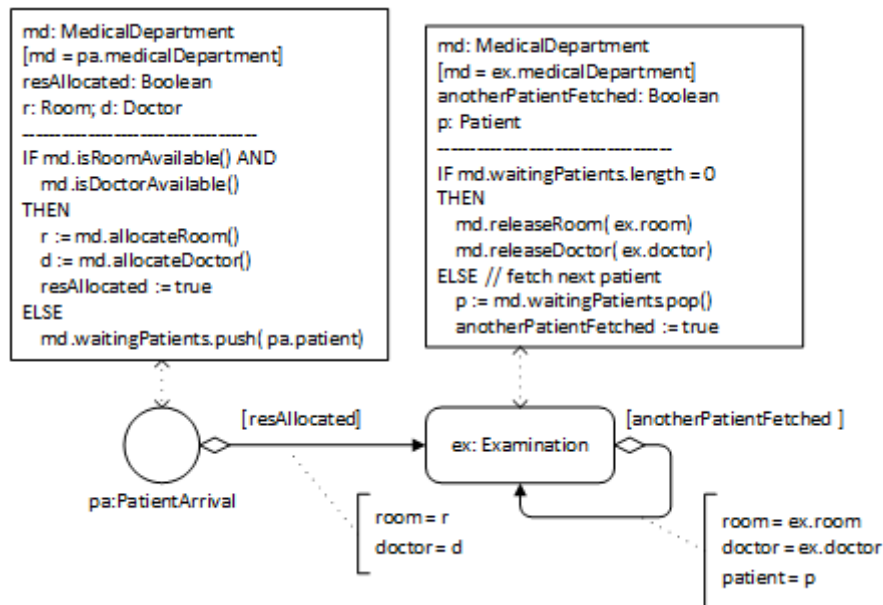 md: MedicalDepartment
[md = pa.medicalDepartment]
resAllocated: Boolean
r: Room; d: Doctor
------------------------------------
IF md.isRoomAvailable() AND
md.isDoctorAvailable()
THEN
r := md.allocateRoom()
d := md.allocateDoctor()
resAllocated := true
ELSE
md.waitingPatients.push( pa.patient)
md: MedicalDepartment
[md = ex.medicalDepartment]
anotherPatientFetched: Boolean
p: Patient
------------------------------------
IF md.waitingPatients.length = 0
THEN
md.releaseRoom( ex.room)
md.releaseDoctor( ex.doctor)
ELSE // fetch next patient
p := md.waitingPatients.pop()
anotherPatientFetched := true
[resAllocated]
ex: Examination
[anotherPatientFetched ]
pa:PatientArrival
room = r
doctor = d
room = ex.room
doctor = ex.doctor
patient = p